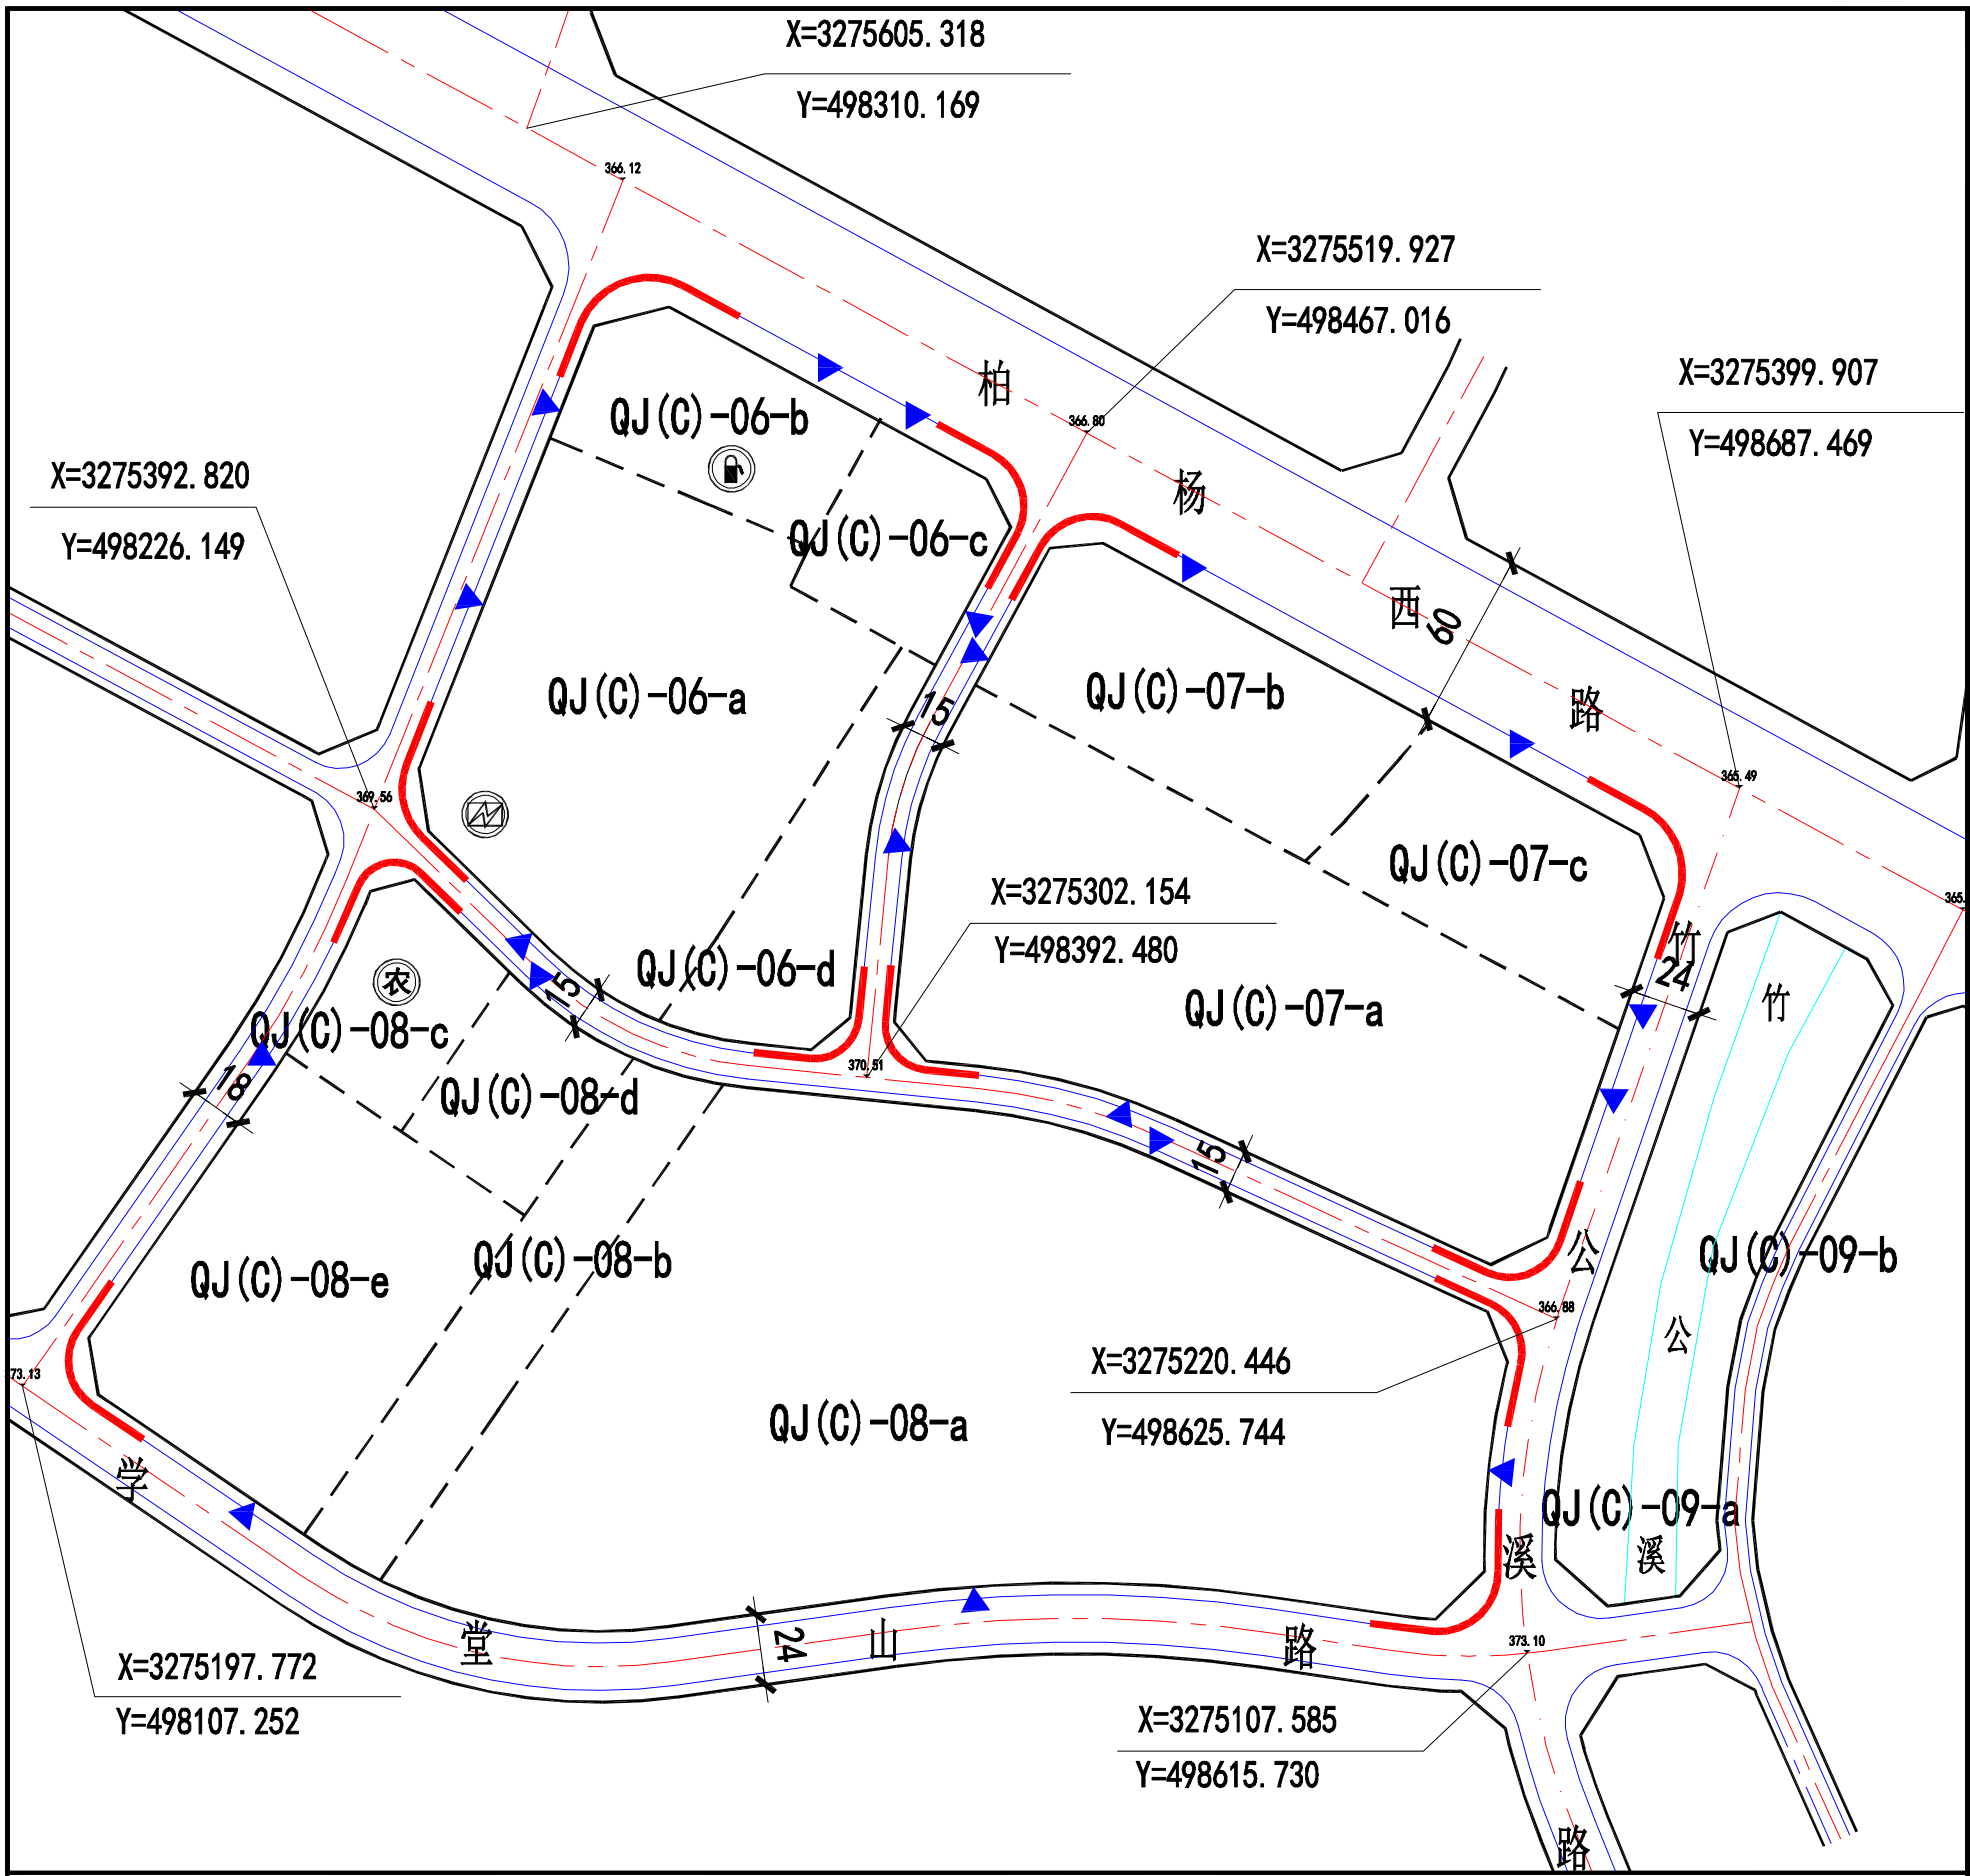 X=3275605.318
Y=498310.169
366.12
X=3275519.927
Y=498467.016
柏
366.80
X=3275399.907
Y=498687.469
QJ(C)-06-b
X=3275392.820
Y=498226.149
杨
QJ(C)-06-c
西
60
QJ(C)-06-a
15
QJ(C)-07-b
路
365.49
369.56
QJ(C)-07-c
X=3275302.154
Y=498392.480
365.
竹
24
QJ(C)-06-d
农
15
竹
QJ(C)-07-a
QJ(C)-08-c
370.51
18
QJ(C)-08-d
15
公
QJ(C)-09-b
QJ(C)-08-e
QJ(C)-08-b
366.88
公
73.13
X=3275220.446
Y=498625.744
QJ(C)-08-a
学
QJ(C)-09-a
溪
溪
堂
24
山
路
373.10
X=3275197.772
Y=498107.252
X=3275107.585
Y=498615.730
路